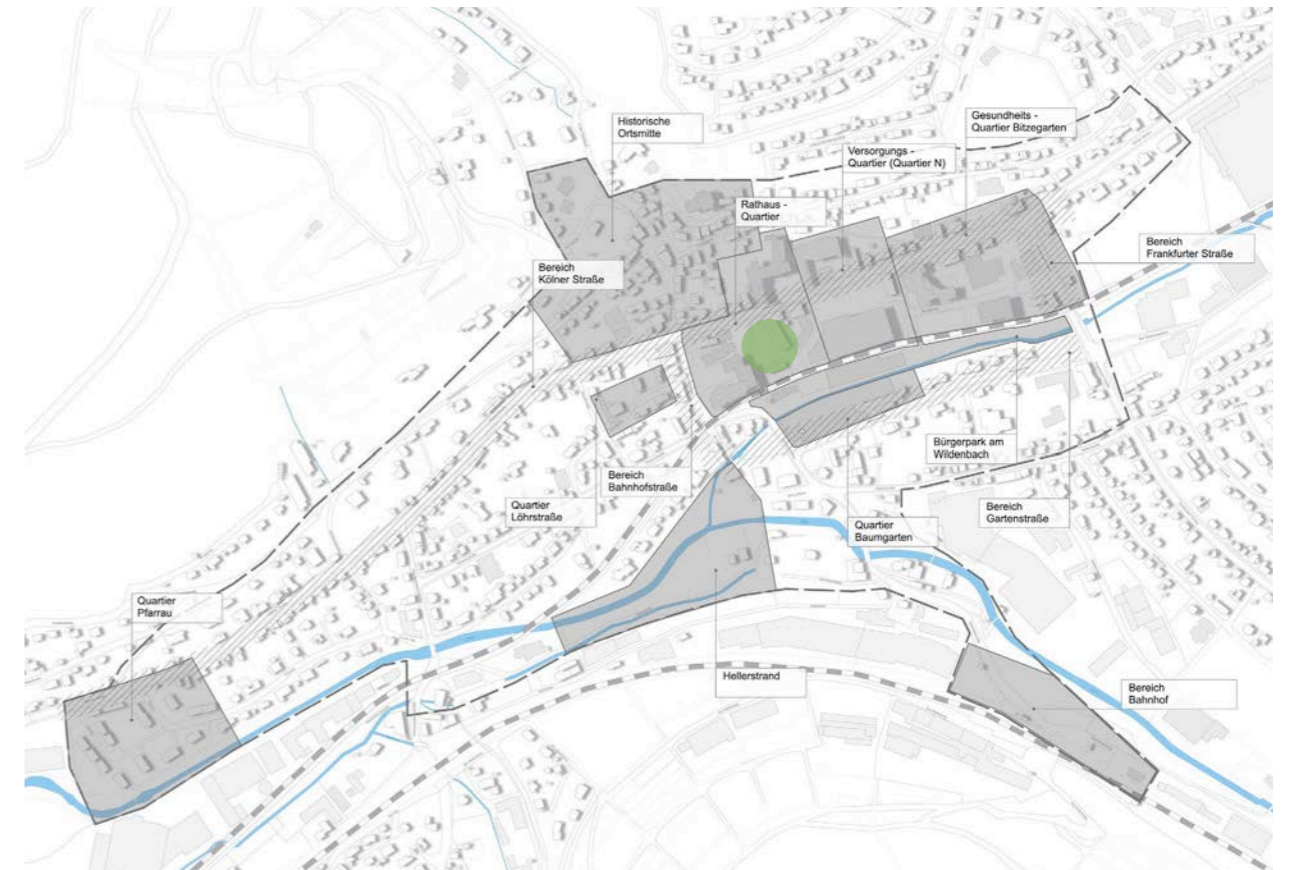 Historische
Ortsmitte
Gesundheits -
Quartier Bitzegarten
Versorgungs -
Quartier (Quartier N)
Rathaus -
Quartier
Bereich
Frankfurter Straße
Bereich
Kölner Straße
Bürgerpark am
Wildenbach
Bereich
Bahnhofstraße
Quartier
Löhrstraße
Bereich
Gartenstraße
Quartier
Baumgarten
Quartier
Pfarrau
Hellerstrand
Bereich
Bahnhof